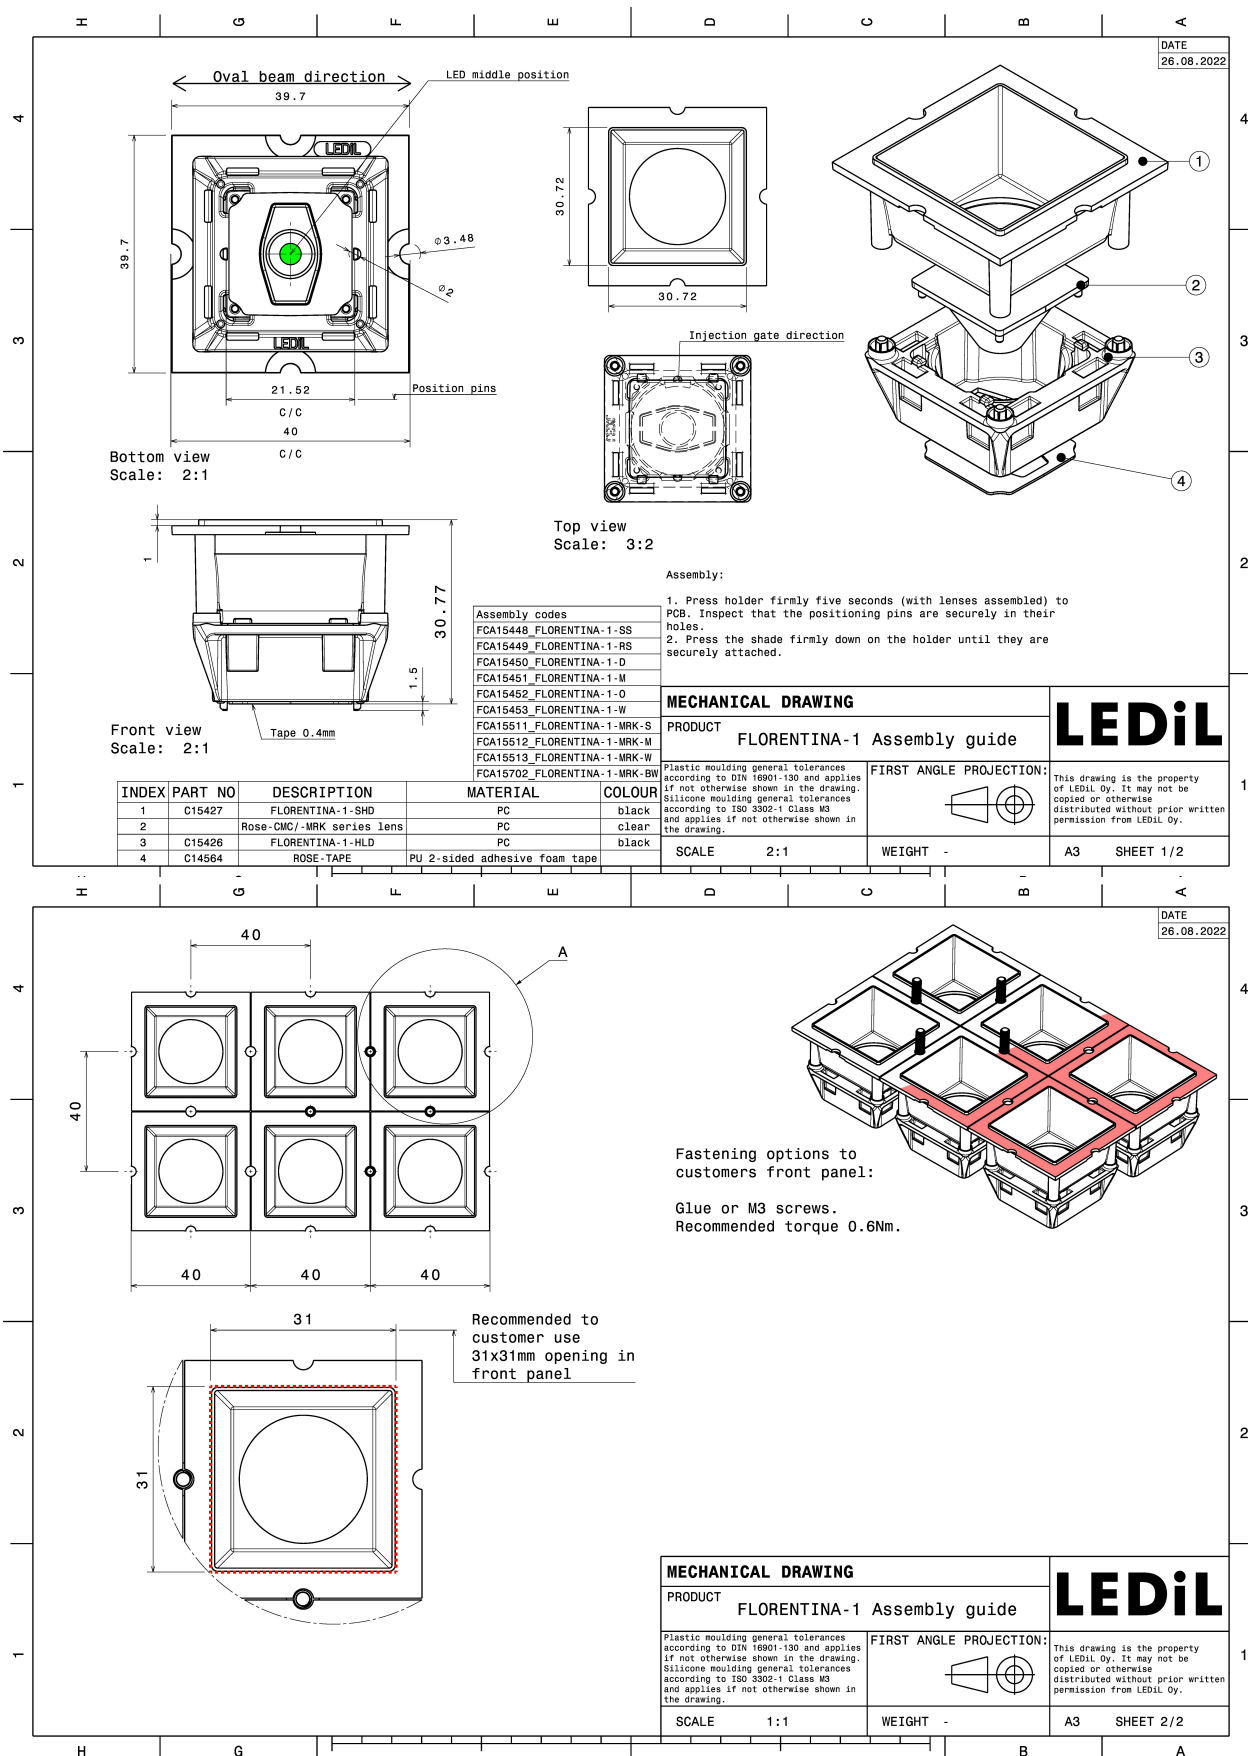 H G F E D C B A
DATE
26.08.2022
4
3
2
1
4
3
2
1
Oval beam direction
LED middle position
39.7
39.7
LEDiL
LEDiL
ø3.48
ø2
21.52
C/C
40
C/C
Position pins
Bottom view
Scale: 2:1
30.72
30.72
Injection gate direction
Top view
Scale: 3:2
1
2
3
4
1
30.77
1.5
Tape 0.4mm
Front view
Scale: 2:1
Assembly:
1. Press holder firmly five seconds (with lenses assembled) to
PCB. Inspect that the positioning pins are securely in their
holes.
2. Press the shade firmly down on the holder until they are
securely attached.
Assembly codes
FCA15448_FLORENTINA-1-SS
FCA15449_FLORENTINA-1-RS
FCA15450_FLORENTINA-1-D
FCA15451_FLORENTINA-1-M
FCA15452_FLORENTINA-1-O
FCA15453_FLORENTINA-1-W
FCA15511_FLORENTINA-1-MRK-S
FCA15512_FLORENTINA-1-MRK-M
FCA15513_FLORENTINA-1-MRK-W
FCA15702_FLORENTINA-1-MRK-BW
INDEX PART NO DESCRIPTION MATERIAL COLOUR
1 C15427 FLORENTINA-1-SHD PC black
2 Rose-CMC/-MRK series lens PC clear
3 C15426 FLORENTINA-1-HLD PC black
4 C14564 ROSE-TAPE PU 2-sided adhesive foam tape
MECHANICAL DRAWING
PRODUCT
FLORENTINA-1 Assembly guide
LEDiL
Plastic moulding general tolerances
according to DIN 16901-130 and applies
if not otherwise shown in the drawing.
Silicone moulding general tolerances
according to ISO 3302-1 Class M3
and applies if not otherwise shown in
the drawing.
FIRST ANGLE PROJECTION:
This drawing is the property
of LEDiL Oy. It may not be
copied or otherwise
distributed without prior written
permission from LEDiL Oy.
SCALE 2:1 WEIGHT - A3 SHEET 1/2
H G F E D C B A
DATE
26.08.2022
4
3
2
1
4
3
2
1
40
A
40
40 40 40
Fastening options to
customers front panel:
Glue or M3 screws.
Recommended torque 0.6Nm.
31
31
Recommended to
customer use
31x31mm opening in
front panel
MECHANICAL DRAWING
PRODUCT
FLORENTINA-1 Assembly guide
LEDiL
Plastic moulding general tolerances
according to DIN 16901-130 and applies
if not otherwise shown in the drawing.
Silicone moulding general tolerances
according to ISO 3302-1 Class M3
and applies if not otherwise shown in
the drawing.
FIRST ANGLE PROJECTION:
This drawing is the property
of LEDiL Oy. It may not be
copied or otherwise
distributed without prior written
permission from LEDiL Oy.
SCALE 1:1 WEIGHT - A3 SHEET 2/2
H G B A